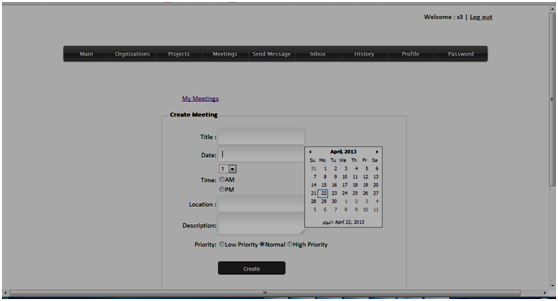 Welcome : s3 | Log out
Main Orgnizations Projects Meetings Send Message Inbox History Profile Password
My Meetings
Create Meeting
Title :
Date:
April, 2013
Su Mo Tu We Th Fr Sa
31 1 2 3 4 5 6
7 8 9 10 11 12 13
14 15 16 17 18 19 20
21 22 23 24 25 26 27
28 29 30 1 2 3 4
5 6 7 8 9 10 11
اليوم: April 22, 2013
1
Time: AM
PM
Location :
Description:
Priority: Low Priority Normal High Priority
Create